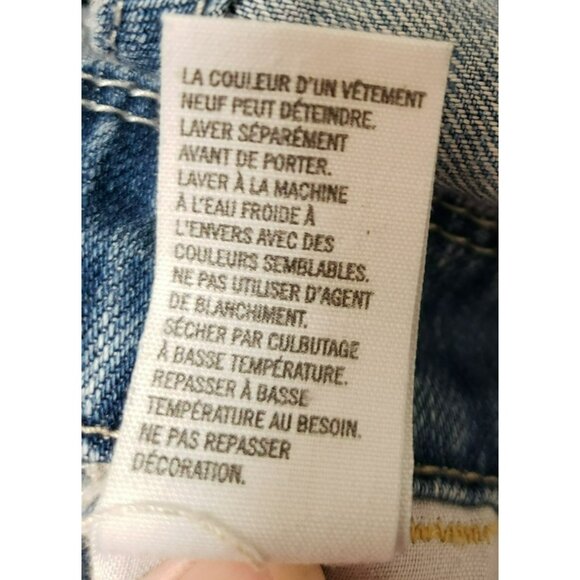 LA COULEUR D'UN VÊTEMENT
NEUF PEUT DÉTEINDRE.
LAVER SÉPARÉMENT
AVANT DE PORTER.
LAVER À LA MACHINE
À L'EAU FROIDE À
L'ENVERS AVEC DES
COULEURS SEMBLABLES.
NE PAS UTILISER D'AGENT
DE BLANCHIMENT.
SÉCHER PAR CULBUTAGE
À BASSE TEMPÉRATURE.
REPASSER À BASSE
TEMPÉRATURE AU BESOIN.
NE PAS REPASSER
DÉCORATION.